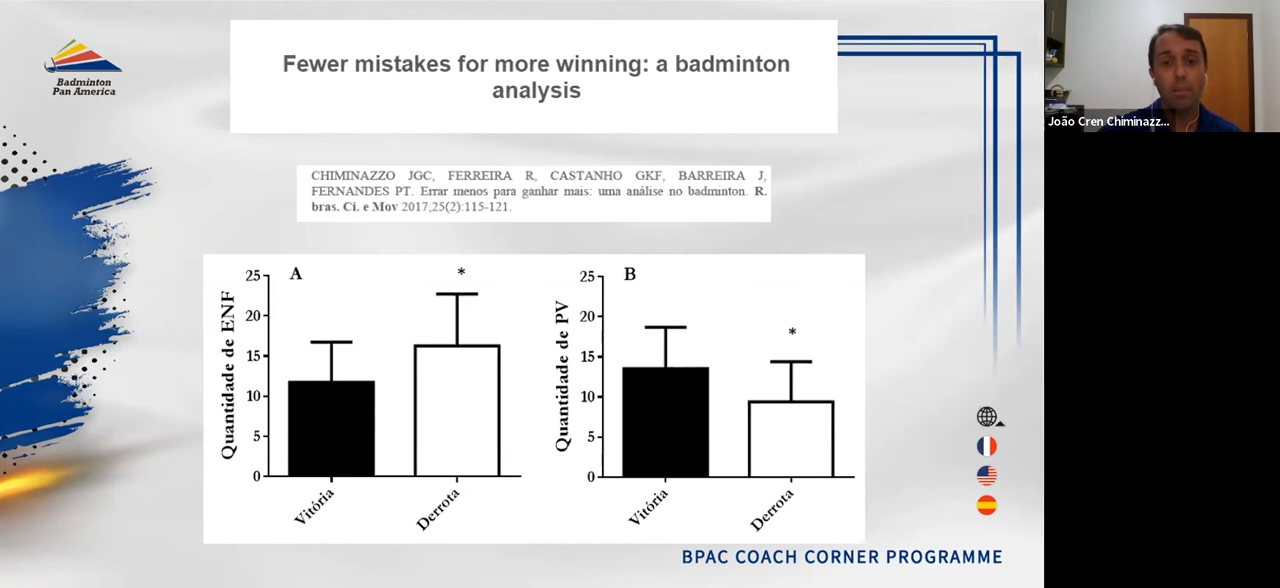 Badminton
Pan America
Fewer mistakes for more winning: a badminton
analysis
João Cren Chiminazz...
CHIMINAZZO JGC, FERREIRA R, CASTANHO GKF, BARREIRA J,
FERNANDES PT. Errar menos para ganhar mais: uma análise no badminton. R.
bras. Ci. e Mov 2017;25(2):115-121.
A
*
25
20
15
10
5
0
Quantidade de ENF
Vitória
Derrota
B
*
25
20
15
10
5
0
Quantidade de PV
Vitória
Derrota
BPAC COACH CORNER PROGRAMME